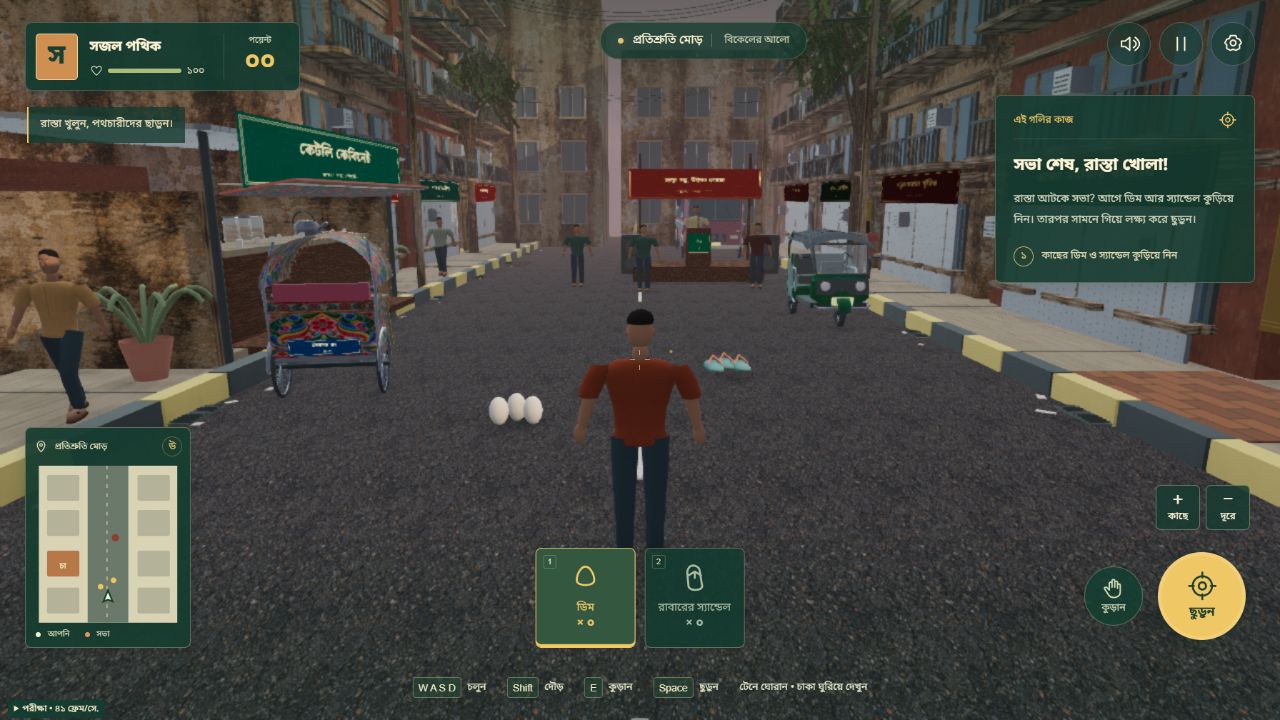 স
সজল পথিক
১০০
পয়েন্ট
০০
রাস্তা খুলুন, পথচারীদের ছাড়ুন।
প্রতিশ্রুতি মোড়
বিকেলের আলো
এই গলির কাজ
সভা শেষ, রাস্তা খোলা!
রাস্তা আটকে সভা? আগে ডিম আর স্যান্ডেল কুড়িয়ে
নিন। তারপর সামনে গিয়ে লক্ষ্য করে ছুড়ুন।
১ কাছের ডিম ও স্যান্ডেল কুড়িয়ে নিন
কেটলি কেবিনেট
প্রতিশ্রুতি মোড়
উ
চা
আপনি
সভা
+
কাছে
−
দূরে
কুড়ান
ছুড়ুন
1
ডিম
× ০
2
রাবারের স্যান্ডেল
× ০
W A S D চলুন
Shift দৌড়
E কুড়ান
Space ছুড়ুন
টেনে ঘোরান • চাকা ঘুরিয়ে দেখুন
পরীক্ষা • ৪১ ফ্রেম/সে.